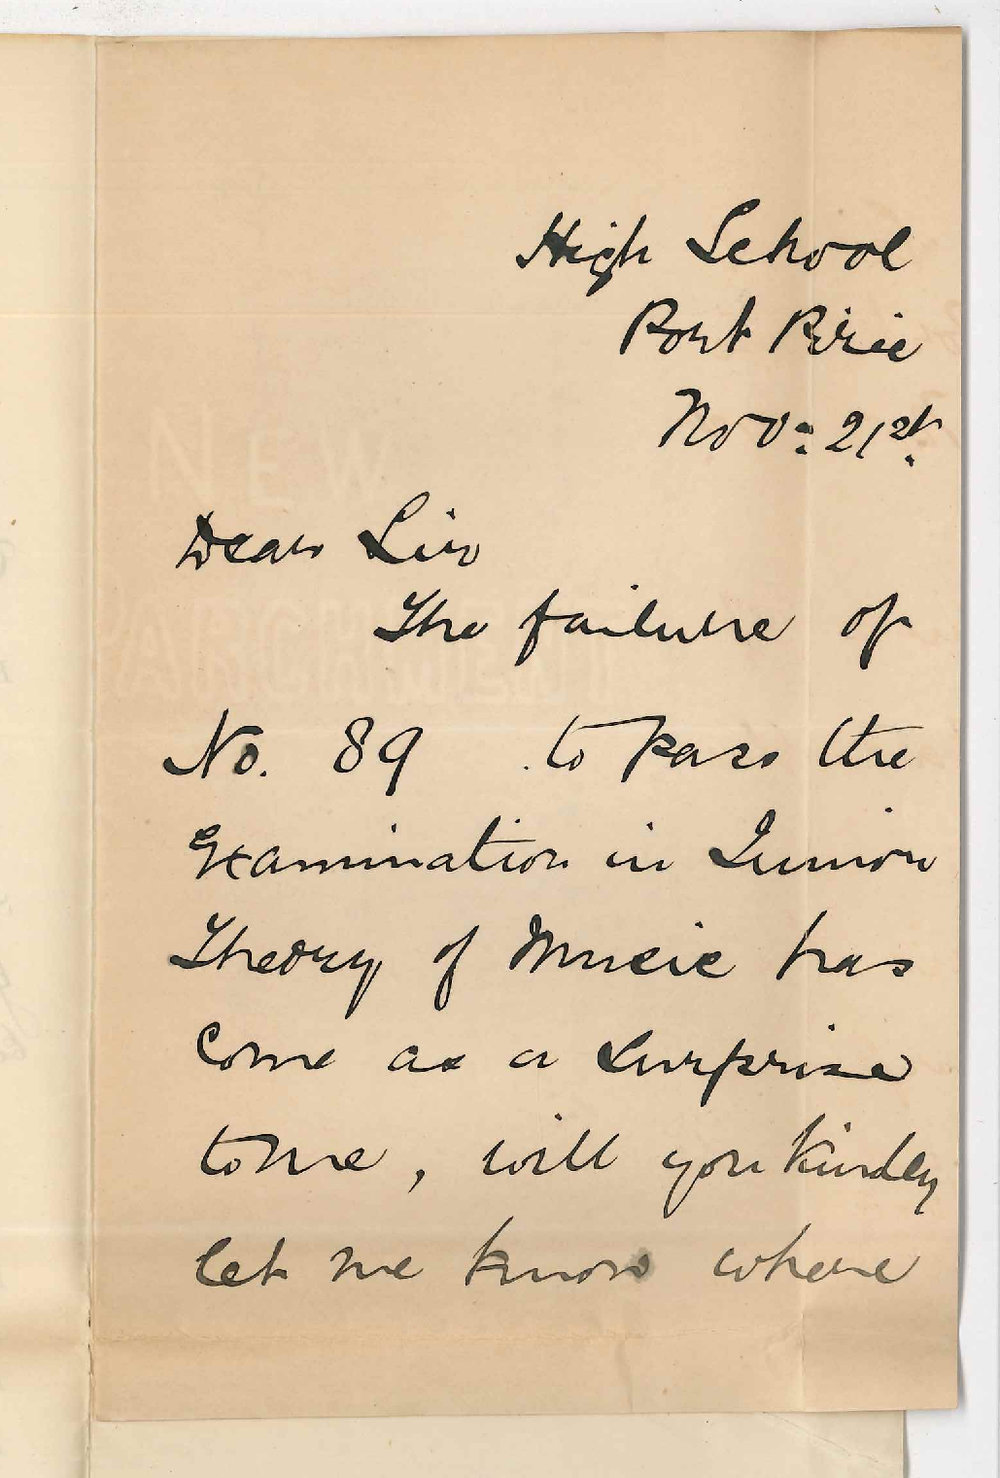 High School
Port Pirie
Nov: 21st.
Dear Sir
The failure of
No. 89 to pass the
Examination in Junior
Theory of Music has
come as a surprise
to me, will you kindly
let me know where
NEW